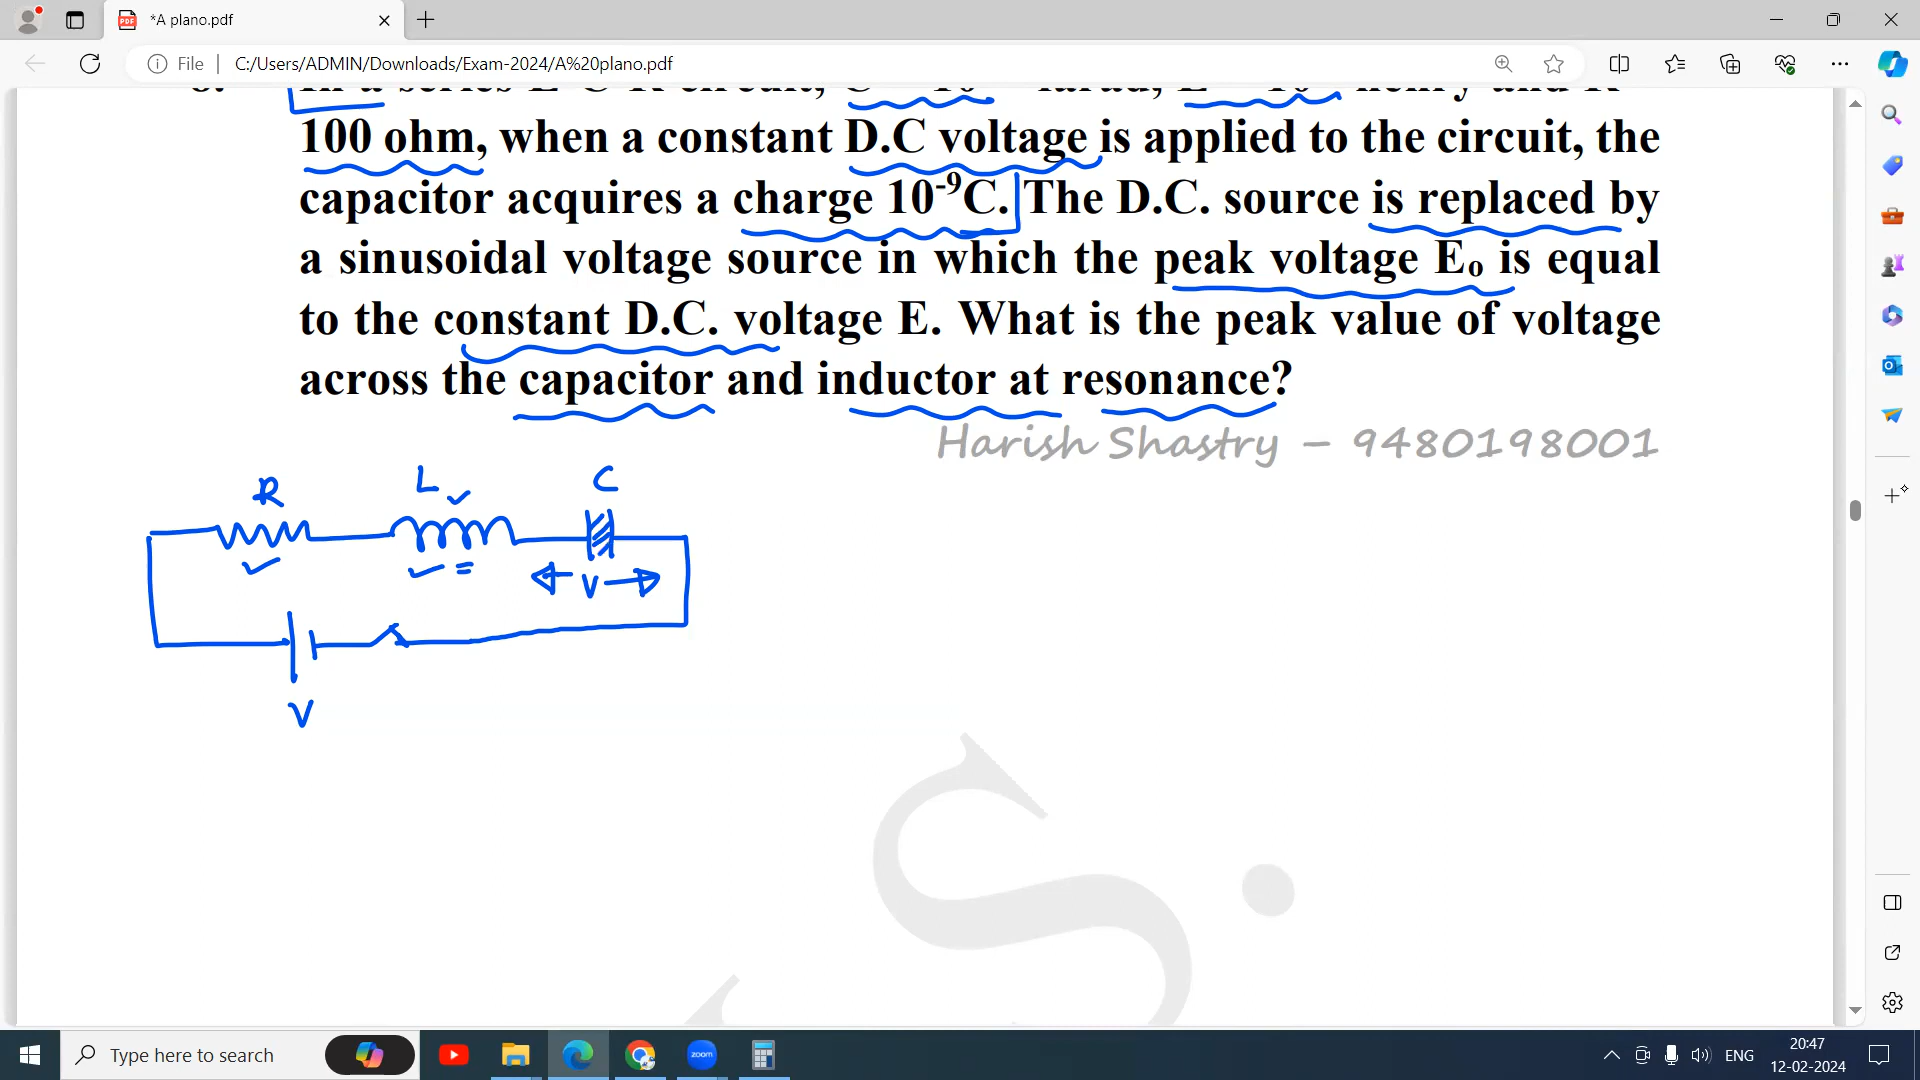 *A plano.pdf
File | C:/Users/ADMIN/Downloads/Exam-2024/A%20plano.pdf
100 ohm, when a constant D.C voltage is applied to the circuit, the
capacitor acquires a charge 10⁻⁹C. The D.C. source is replaced by
a sinusoidal voltage source in which the peak voltage Eₒ is equal
to the constant D.C. voltage E. What is the peak value of voltage
across the capacitor and inductor at resonance?
Harish Shastry – 9480198001
R L C
V
V
S.
Type here to search
zoom
ENG
20:47
12-02-2024